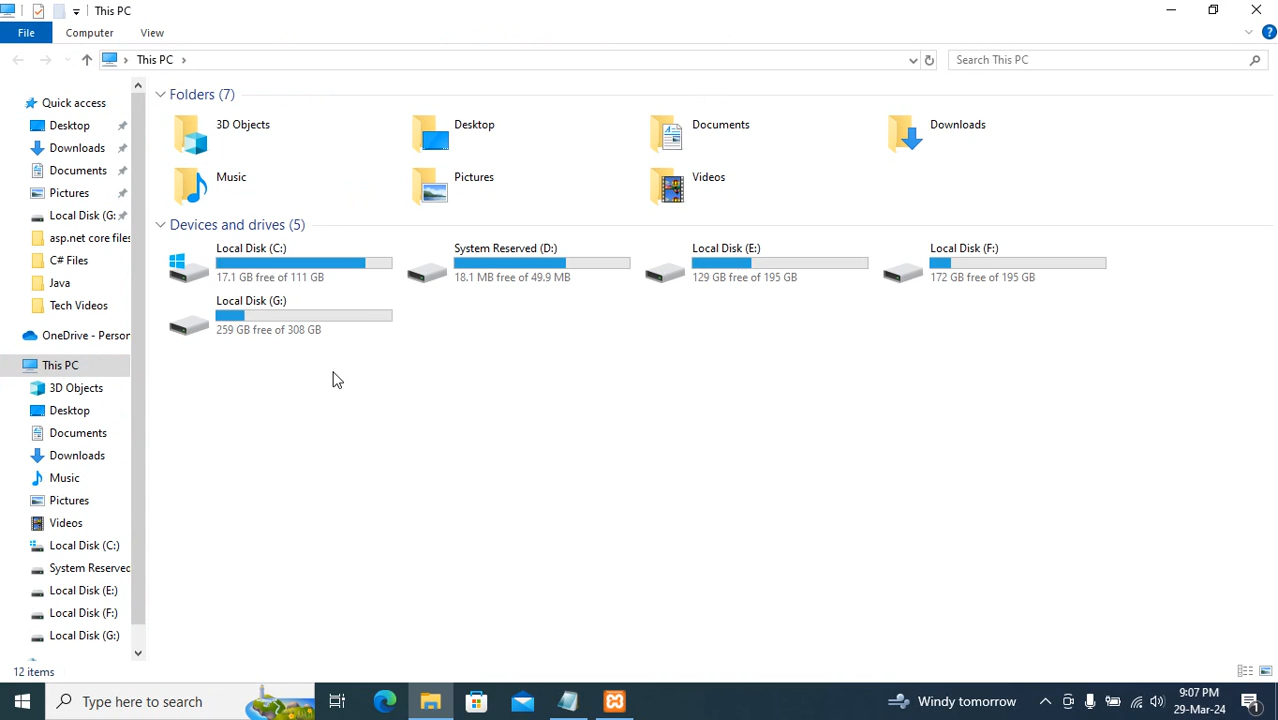 This PC
File
Computer
View
This PC
Search This PC
Quick access
Desktop
Downloads
Documents
Pictures
Local Disk (G:
asp.net core files
C# Files
Java
Tech Videos
OneDrive - Person
This PC
3D Objects
Desktop
Documents
Downloads
Music
Pictures
Videos
Local Disk (C:)
System Reserved
Local Disk (E:)
Local Disk (F:)
Local Disk (G:)
Folders (7)
3D Objects
Desktop
Documents
Downloads
Music
Pictures
Videos
Devices and drives (5)
Local Disk (C:)
17.1 GB free of 111 GB
System Reserved (D:)
18.1 MB free of 49.9 MB
Local Disk (E:)
129 GB free of 195 GB
Local Disk (F:)
172 GB free of 195 GB
Local Disk (G:)
259 GB free of 308 GB
12 items
Type here to search
Windy tomorrow
9:07 PM
29-Mar-24
1